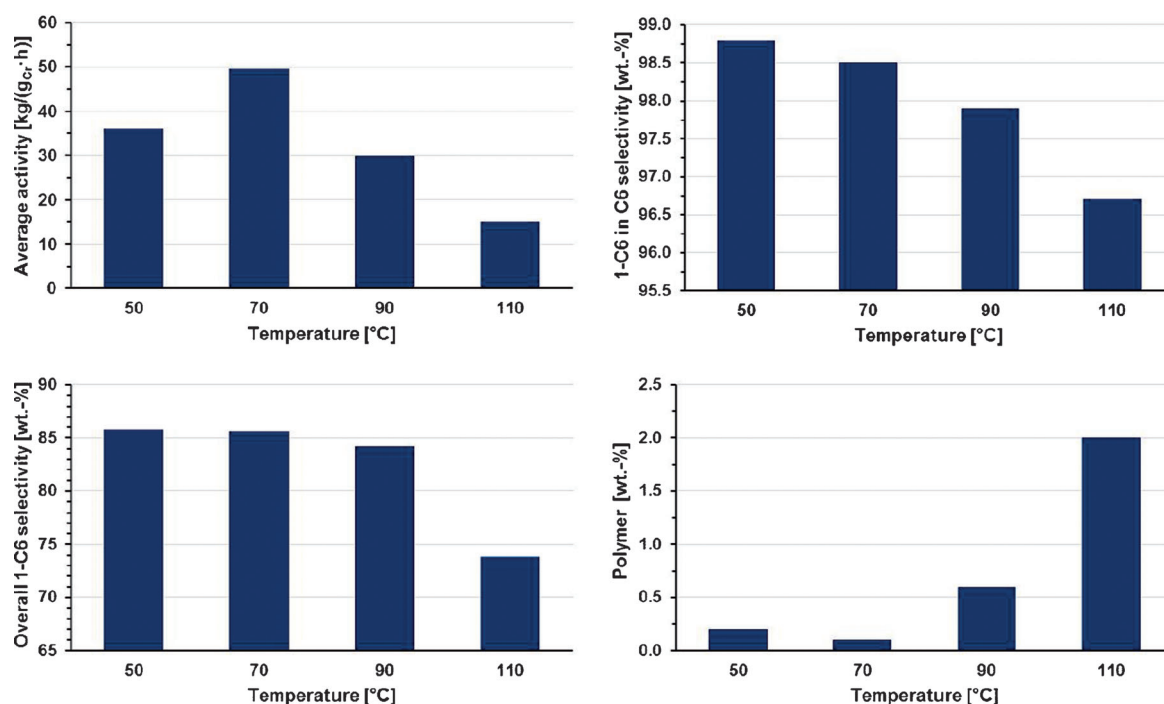 Average activity [kg/(gCr·h)]
60
50
40
30
20
10
0
50 70 90 110
Temperature [°C]
1-C6 in C6 selectivity [wt.-%]
99.0
98.5
98.0
97.5
97.0
96.5
96.0
95.5
50 70 90 110
Temperature [°C]
Overall 1-C6 selectivity [wt.-%]
90
85
80
75
70
65
50 70 90 110
Temperature [°C]
Polymer [wt.-%]
2.5
2.0
1.5
1.0
0.5
0.0
50 70 90 110
Temperature [°C]